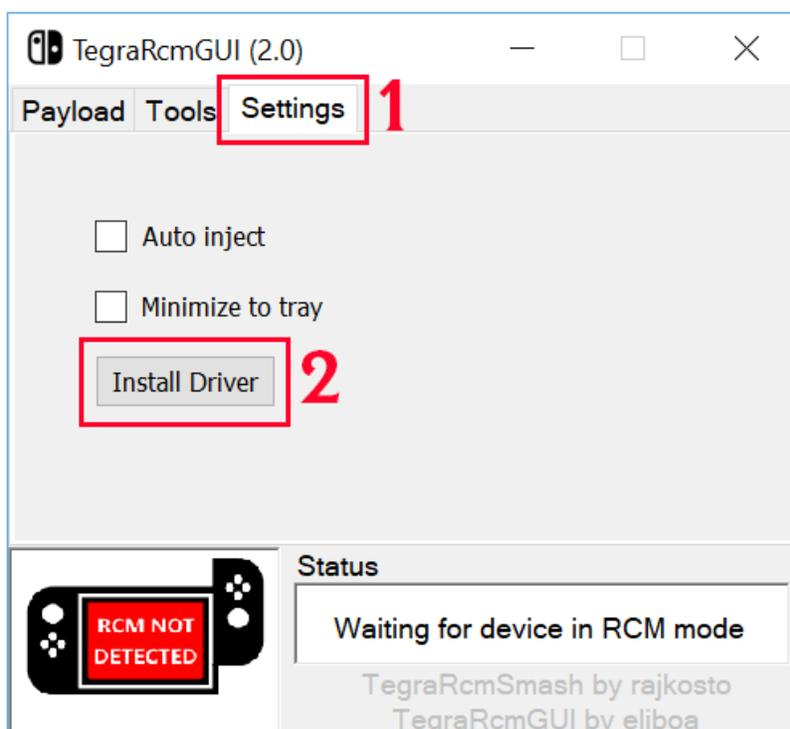 TegraRcmGUI (2.0)
Payload Tools Settings 1
Auto inject
Minimize to tray
Install Driver 2
Status
RCM NOT
DETECTED
Waiting for device in RCM mode
TegraRcmSmash by rajkosto
TegraRcmGUI by eliboa